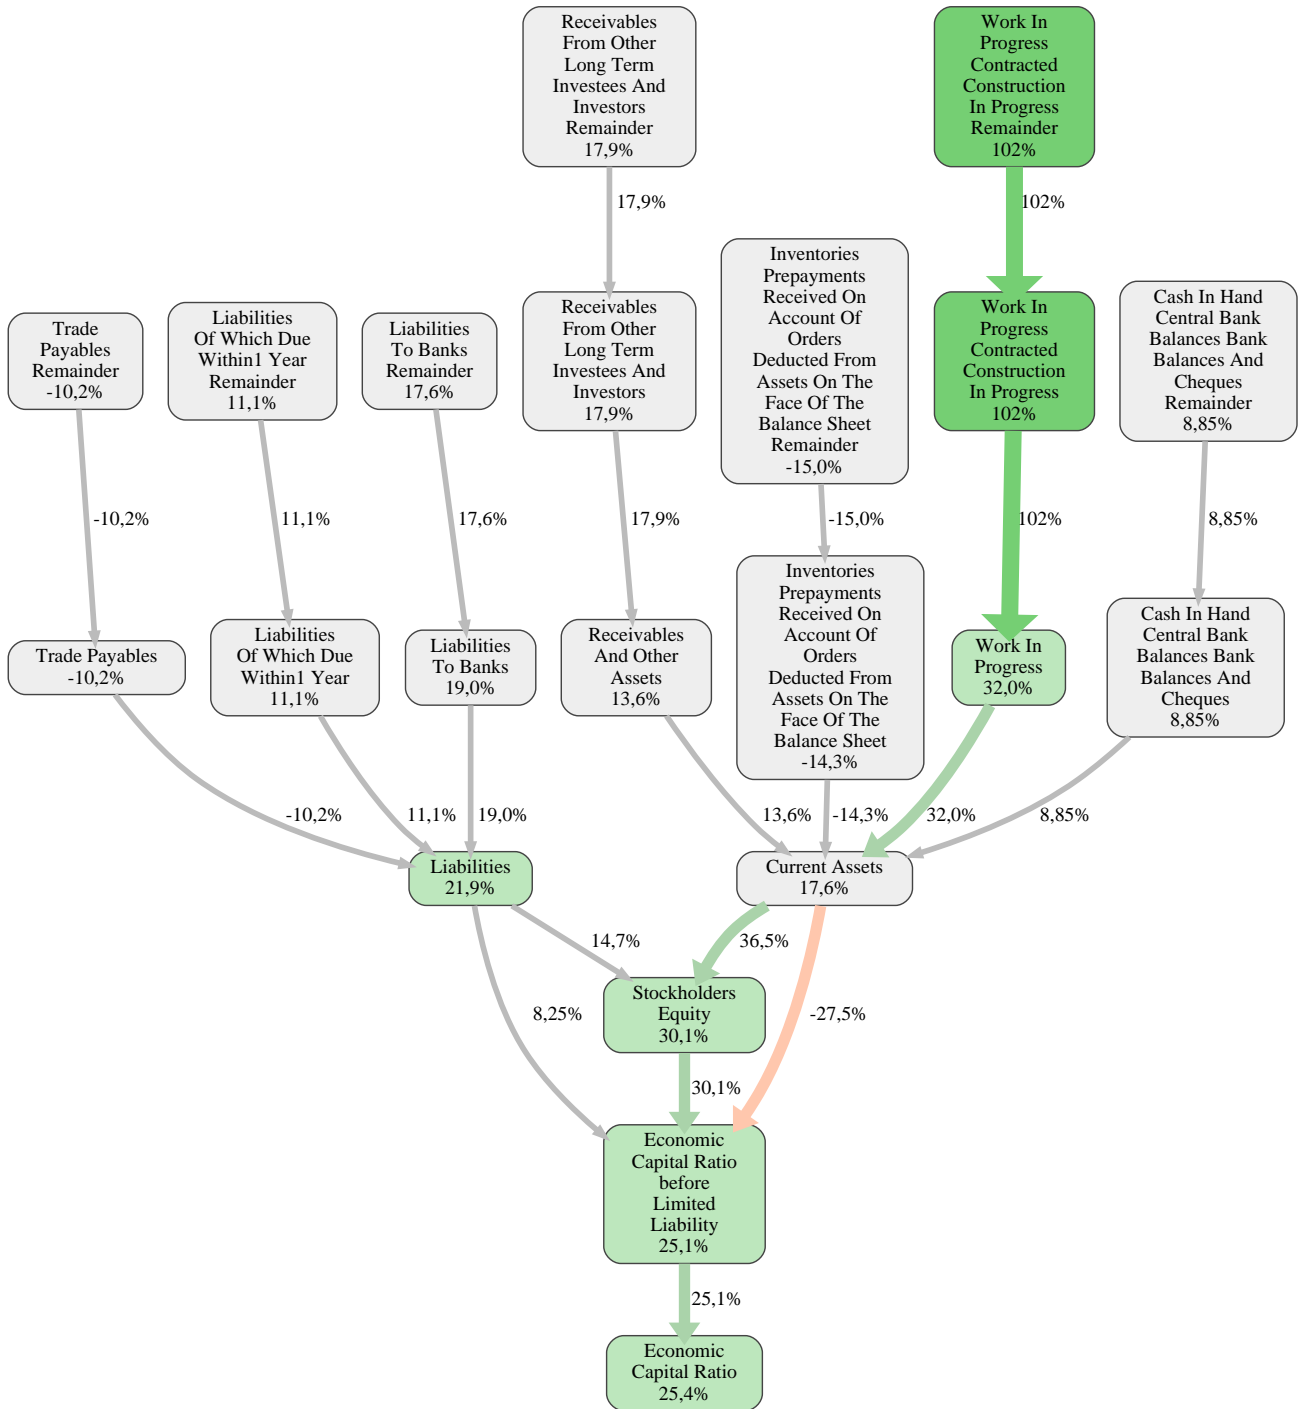 Receivables
From Other
Long Term
Investees And
Investors
Remainder
17,9%
Work In
Progress
Contracted
Construction
In Progress
Remainder
102%
17,9%
102%
Trade
Payables
Remainder
-10,2%
Liabilities
Of Which Due
Within1 Year
Remainder
11,1%
Liabilities
To Banks
Remainder
17,6%
Receivables
From Other
Long Term
Investees And
Investors
17,9%
Inventories
Prepayments
Received On
Account Of
Orders
Deducted From
Assets On The
Face Of The
Balance Sheet
Remainder
-15,0%
Work In
Progress
Contracted
Construction
In Progress
102%
Cash In Hand
Central Bank
Balances Bank
Balances And
Cheques
Remainder
8,85%
-10,2%
11,1%
17,6%
17,9%
-15,0%
102%
8,85%
Trade Payables
-10,2%
Liabilities
Of Which Due
Within1 Year
11,1%
Liabilities
To Banks
19,0%
Receivables
And Other
Assets
13,6%
Inventories
Prepayments
Received On
Account Of
Orders
Deducted From
Assets On The
Face Of The
Balance Sheet
-14,3%
Work In
Progress
32,0%
Cash In Hand
Central Bank
Balances Bank
Balances And
Cheques
8,85%
-10,2%
11,1%
19,0%
13,6%
-14,3%
32,0%
8,85%
Liabilities
21,9%
Current Assets
17,6%
14,7%
36,5%
Stockholders
Equity
30,1%
8,25%
-27,5%
30,1%
Economic
Capital Ratio
before
Limited
Liability
25,1%
25,1%
Economic
Capital Ratio
25,4%